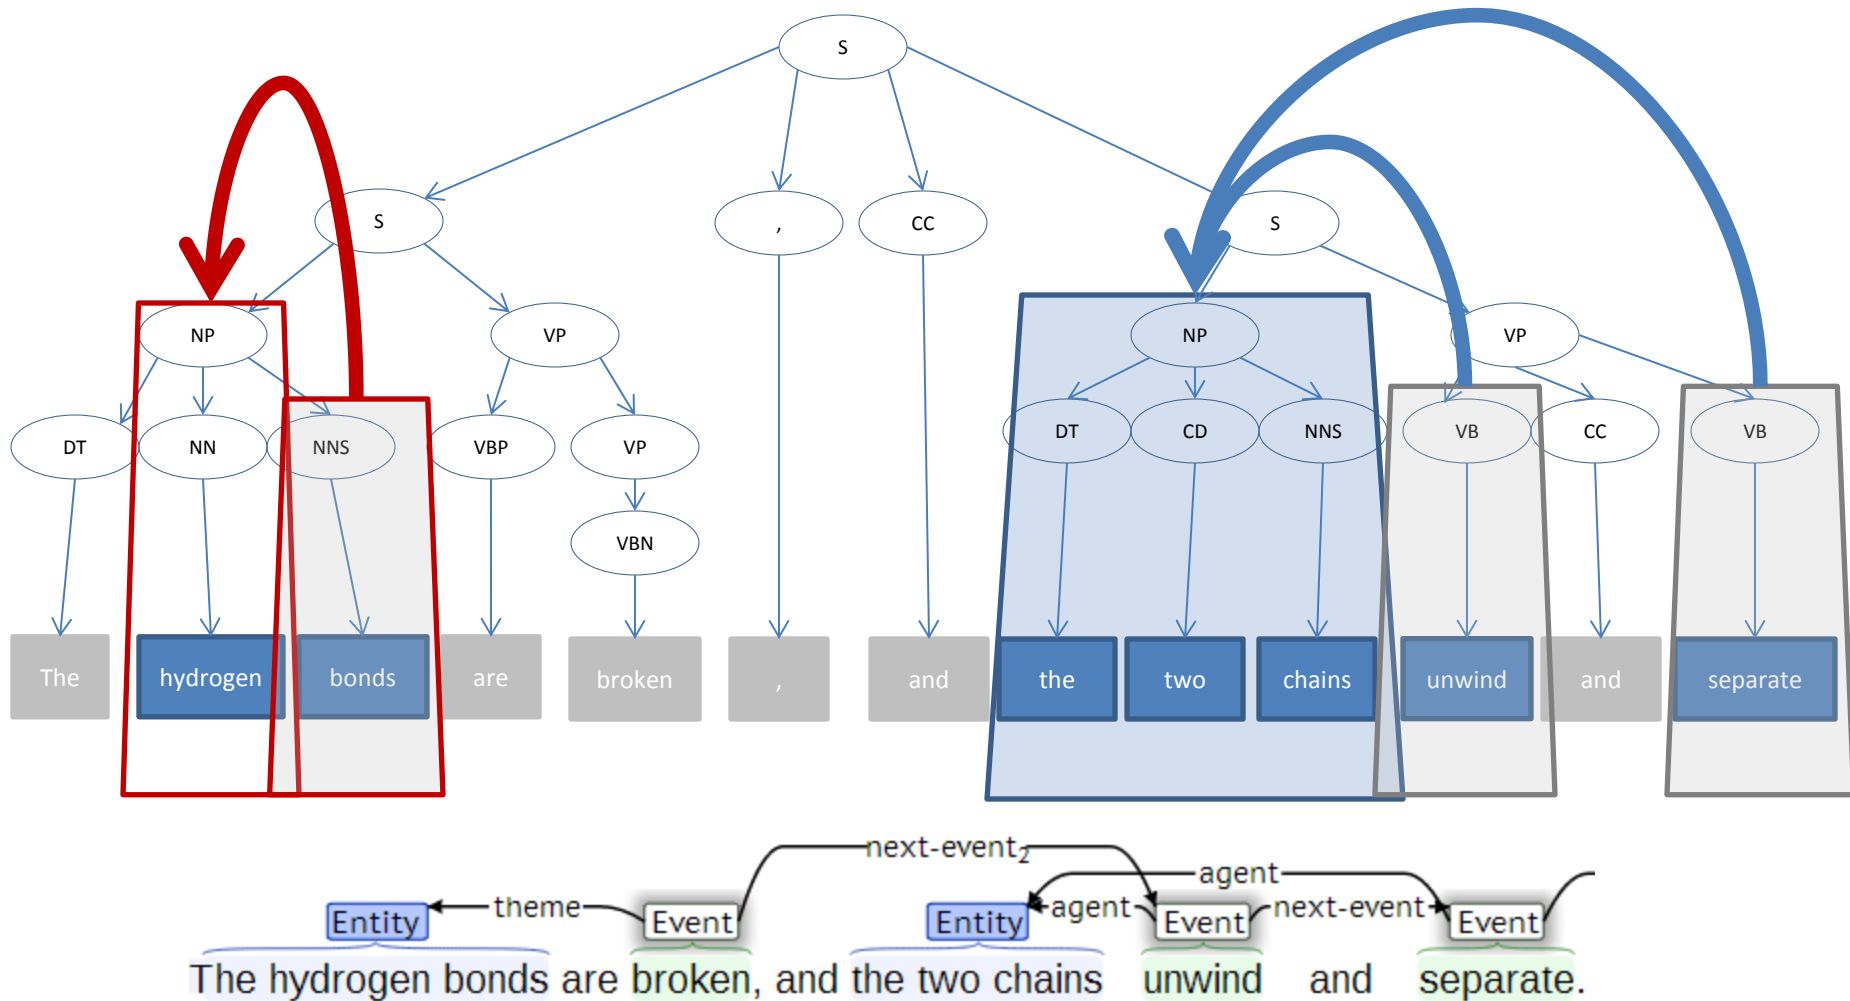 S
S , CC S
NP VP NP VP
DT NN NNS VBP VP DT CD NNS VB CC VB
VBN
The hydrogen bonds are broken , and the two chains unwind and separate
next-event2
agent
Entity theme Event Entity agent Event next-event Event
The hydrogen bonds are broken, and the two chains unwind and separate.